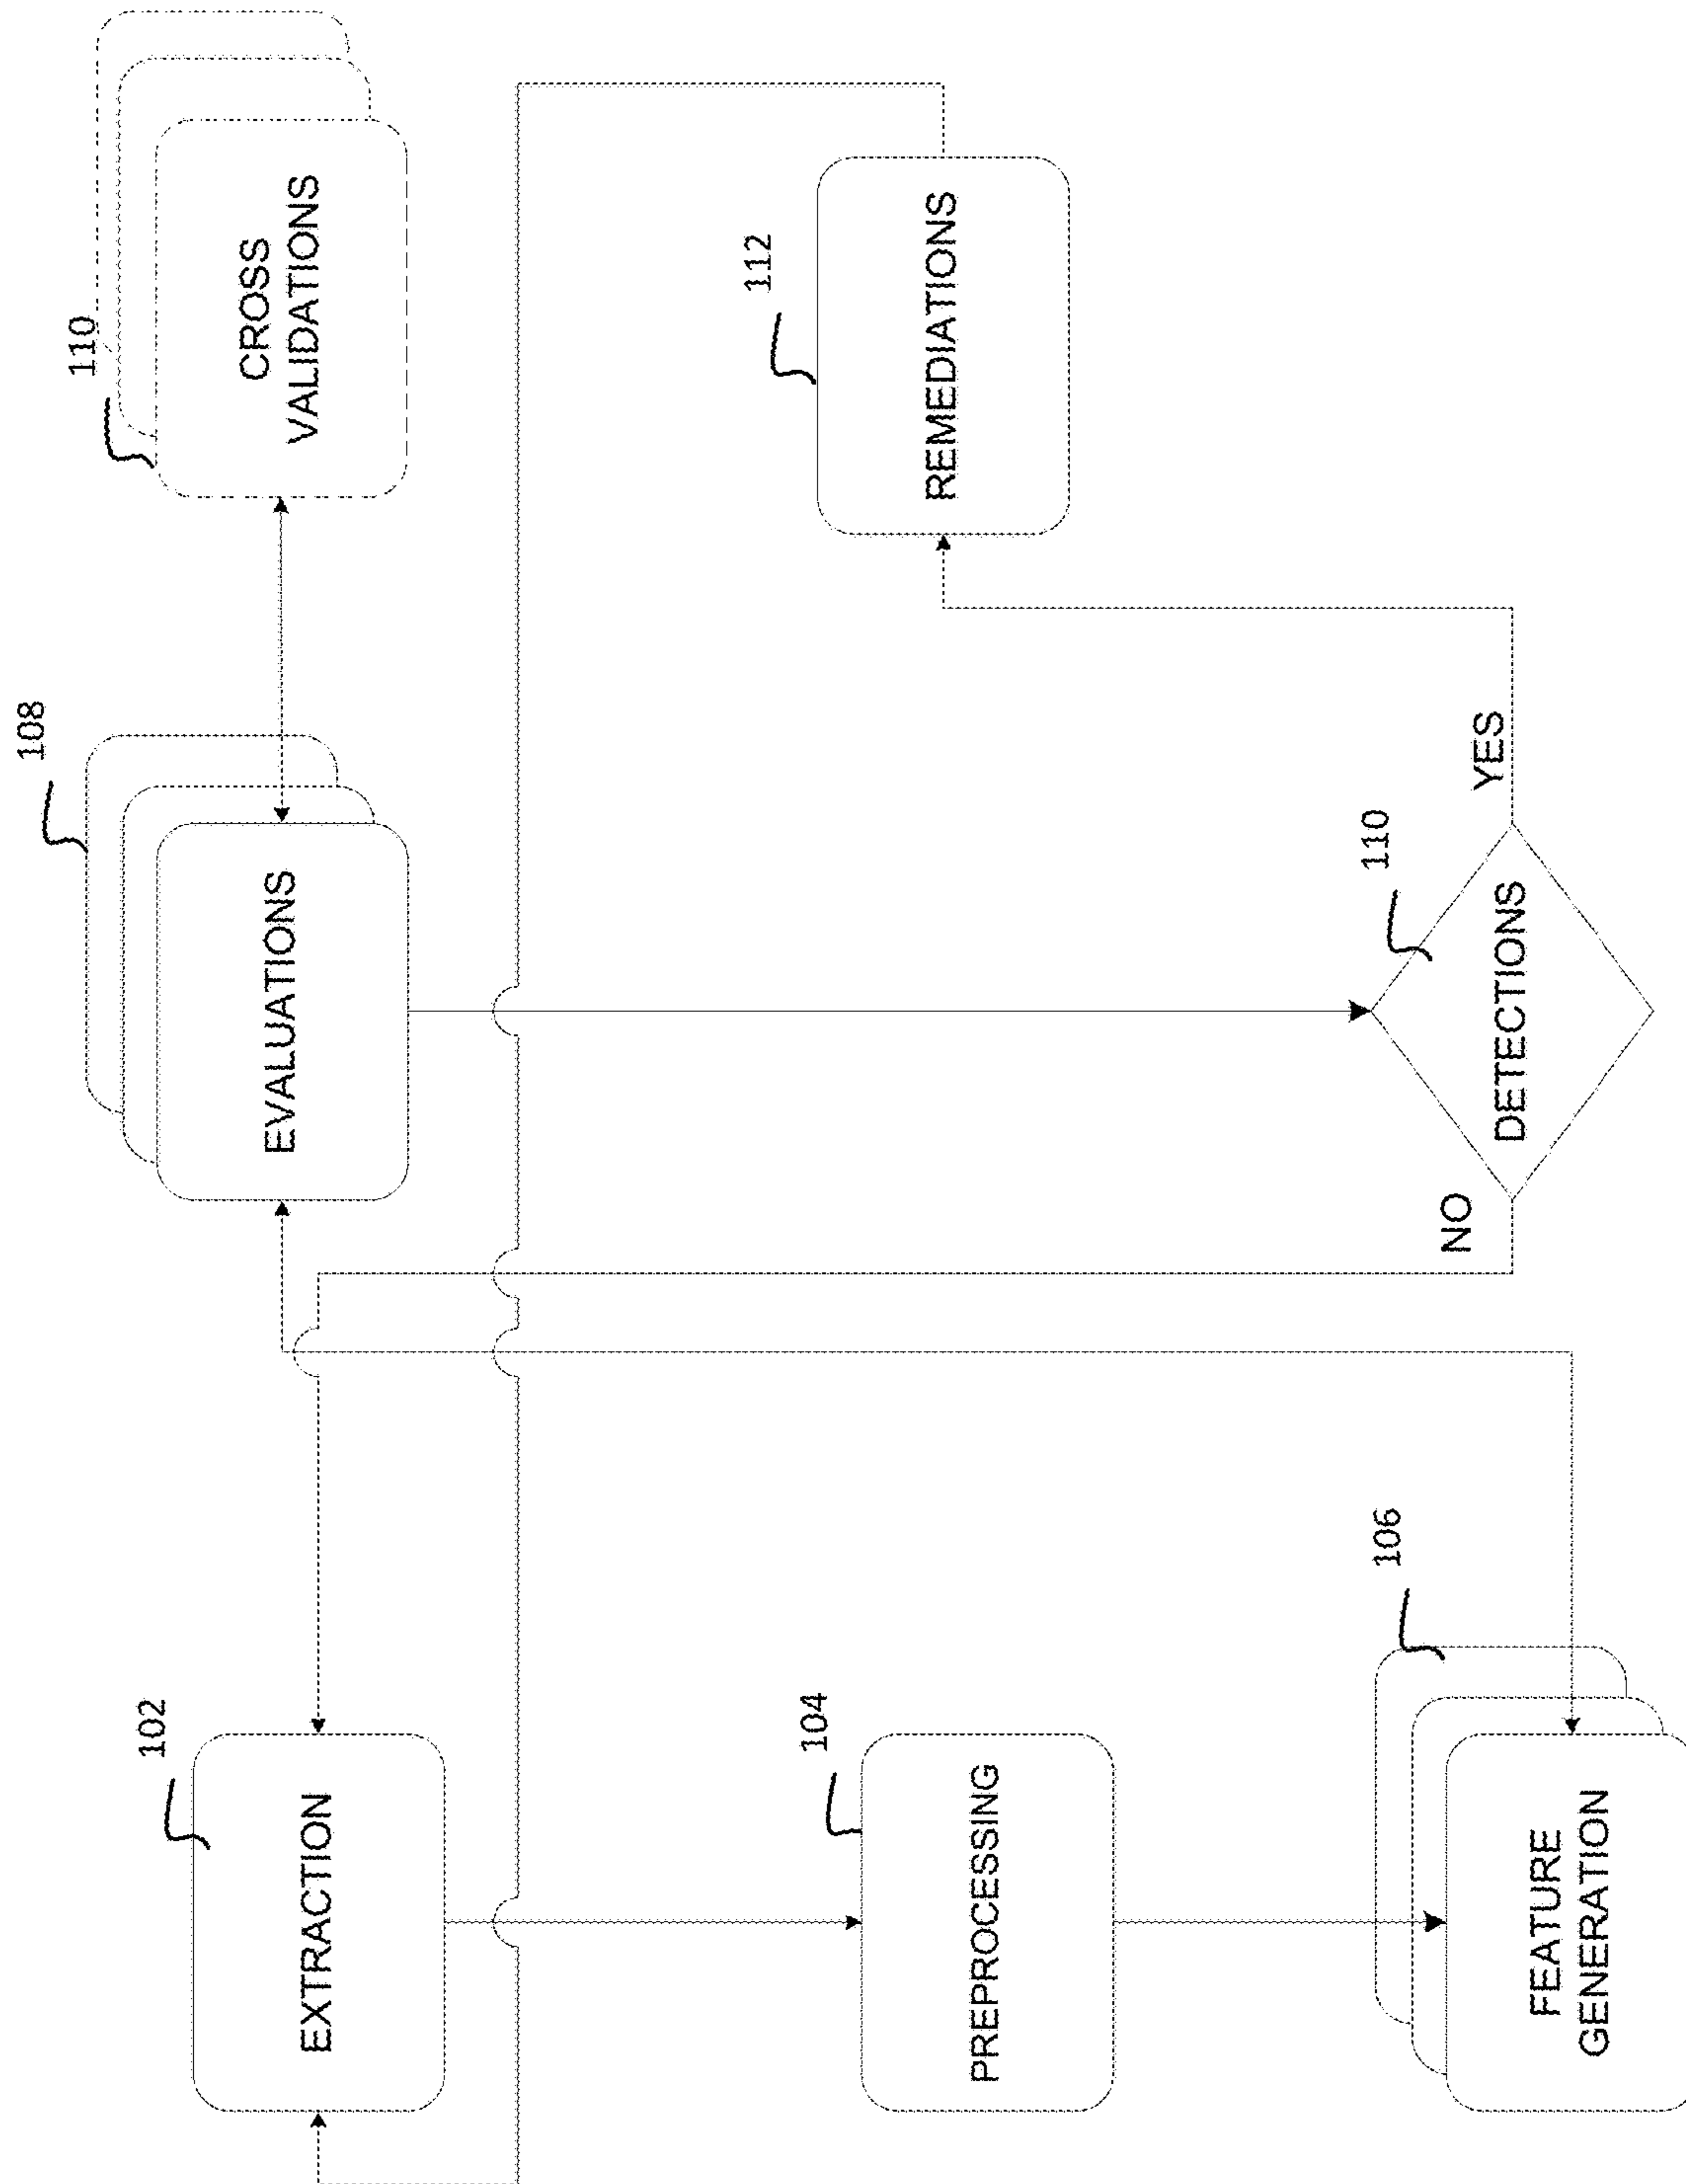 102
EXTRACTION
104
PREPROCESSING
106
FEATURE
GENERATION
108
EVALUATIONS
110
DETECTIONS
NO
YES
110
CROSS
VALIDATIONS
112
REMEDIATIONS